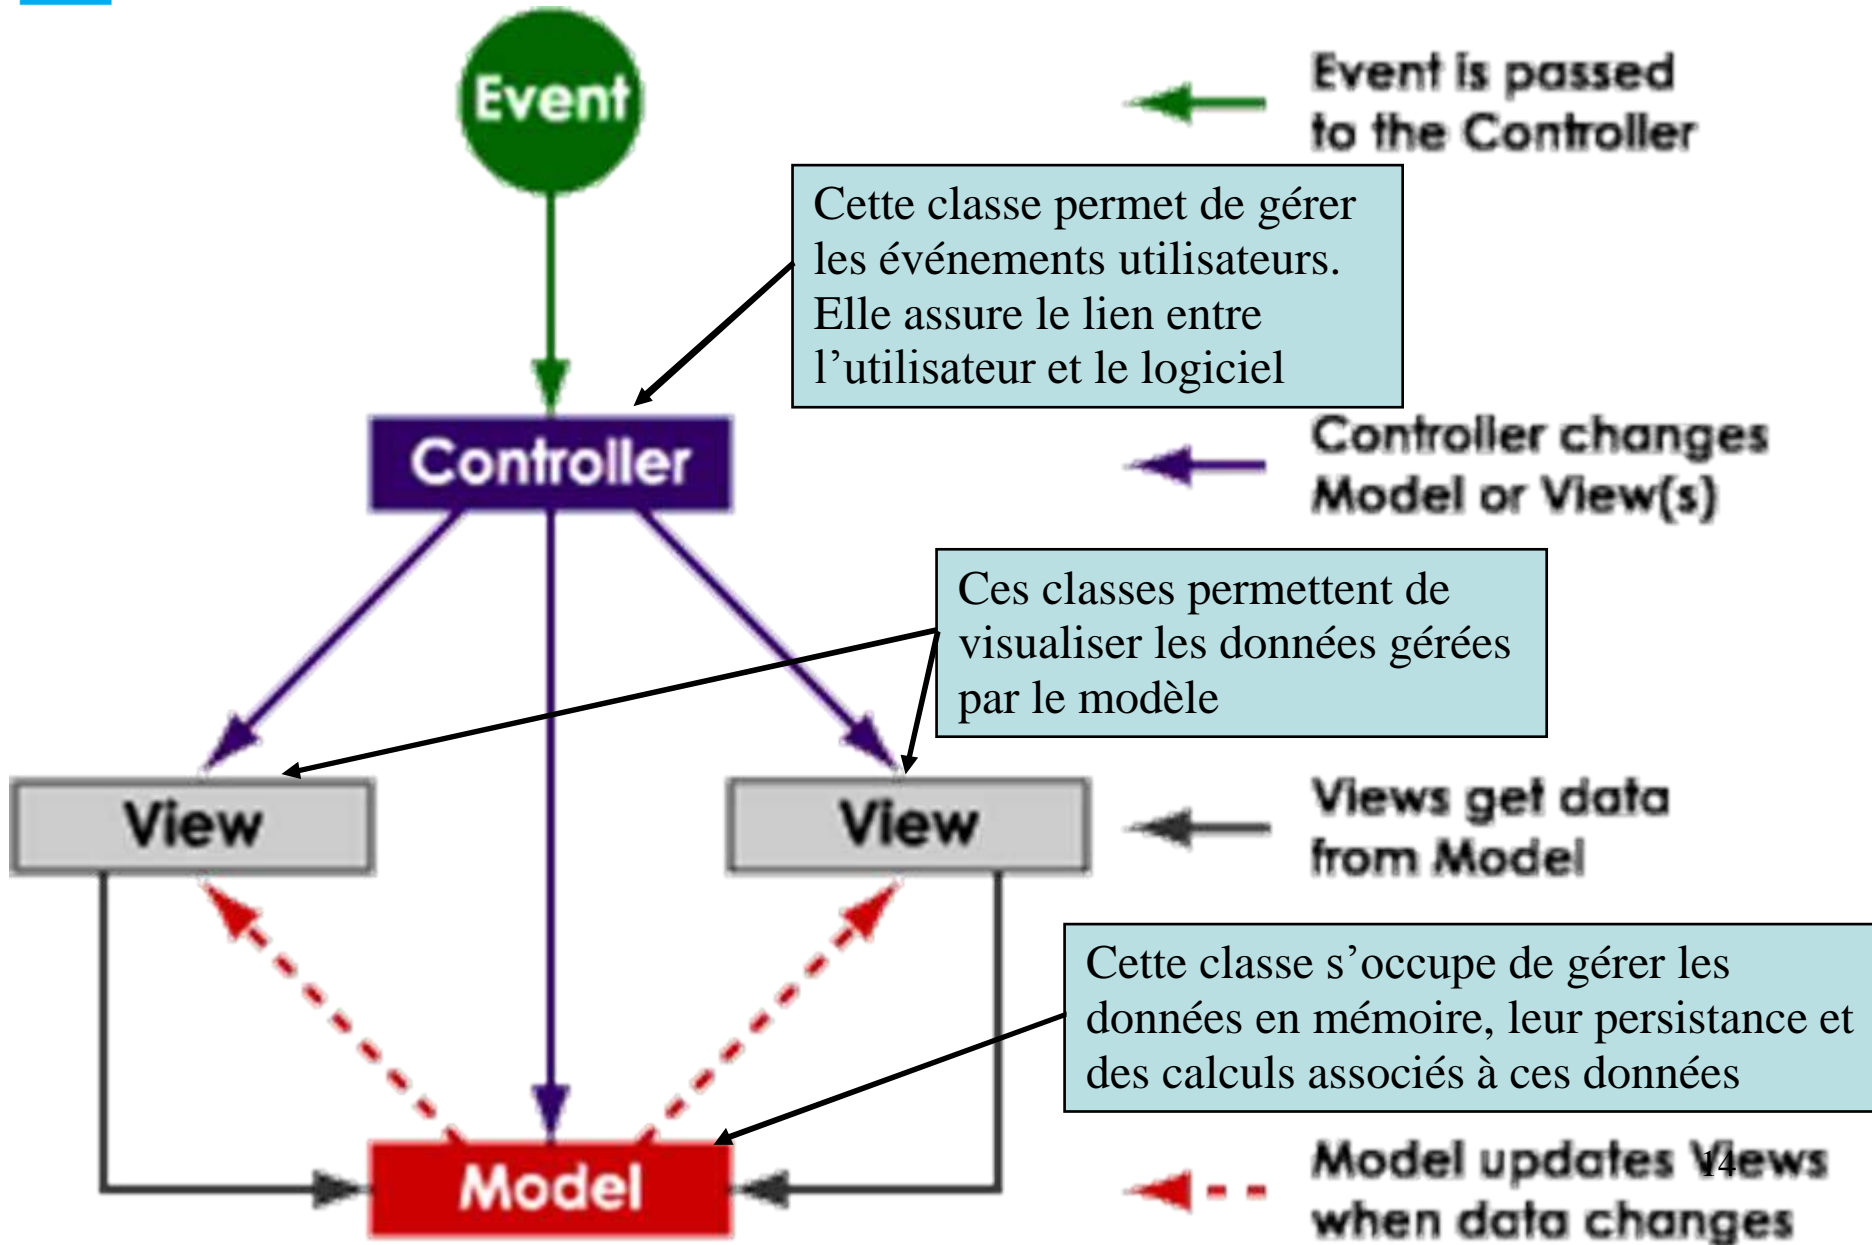 Event
Event is passed
to the Controller
Cette classe permet de gérer
les événements utilisateurs.
Elle assure le lien entre
l’utilisateur et le logiciel
Controller
Controller changes
Model or View(s)
Ces classes permettent de
visualiser les données gérées
par le modèle
View
View
Views get data
from Model
Cette classe s’occupe de gérer les
données en mémoire, leur persistance et
des calculs associés à ces données
Model
Model updates Views
when data changes
14